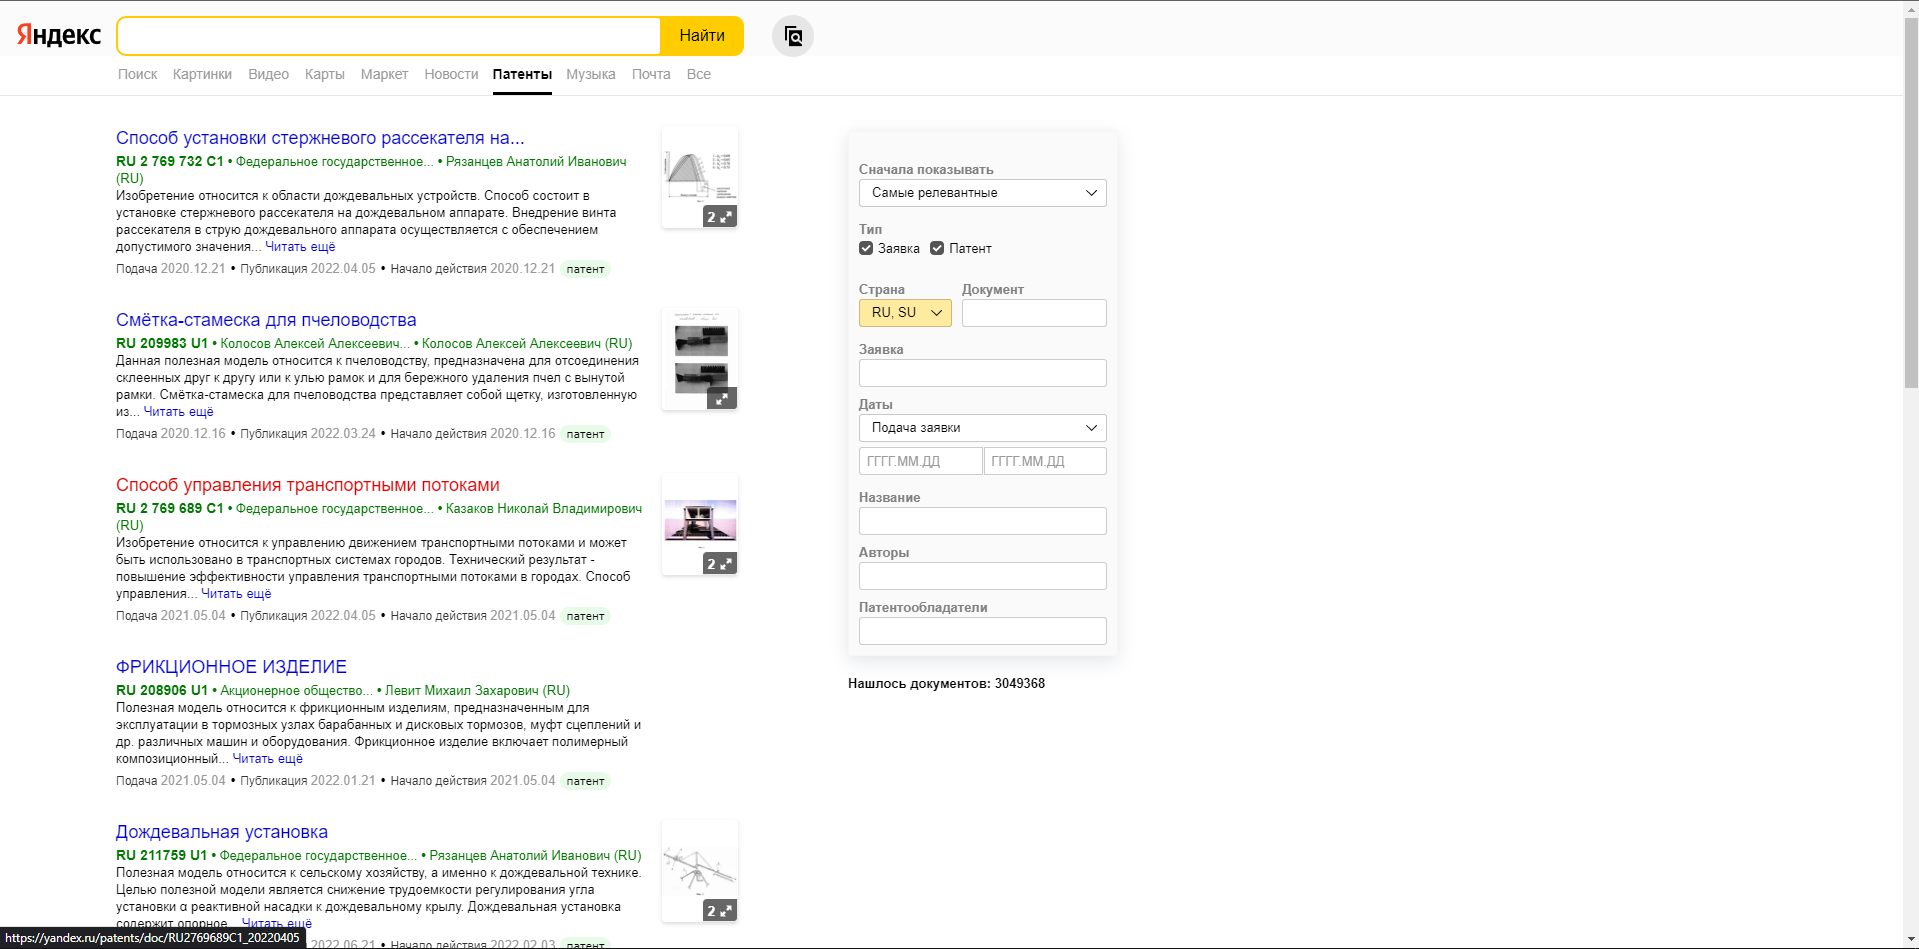 Яндекс
Найти
Поиск Картинки Видео Карты Маркет Новости Патенты Музыка Почта Все
Способ установки стержневого рассекателя на...
RU 2 769 732 C1 • Федеральное государственное... • Рязанцев Анатолий Иванович
(RU)
Изобретение относится к области дождевальных устройств. Способ состоит в
установке стержневого рассекателя на дождевальном аппарате. Внедрение винта
рассекателя в струю дождевального аппарата осуществляется с обеспечением
допустимого значения... Читать ещё
Подача 2020.12.21 • Публикация 2022.04.05 • Начало действия 2020.12.21 патент
2
Смётка-стамеска для пчеловодства
RU 209983 U1 • Колосов Алексей Алексеевич... • Колосов Алексей Алексеевич (RU)
Данная полезная модель относится к пчеловодству, предназначена для отсоединения
склеенных друг к другу или к улью рамок и для бережного удаления пчел с вынутой
рамки. Смётка-стамеска для пчеловодства представляет собой щетку, изготовленную
из... Читать ещё
Подача 2020.12.16 • Публикация 2022.03.24 • Начало действия 2020.12.16 патент
Способ управления транспортными потоками
RU 2 769 689 C1 • Федеральное государственное... • Казаков Николай Владимирович
(RU)
Изобретение относится к управлению движением транспортными потоками и может
быть использовано в транспортных системах городов. Технический результат -
повышение эффективности управления транспортными потоками в городах. Способ
управления... Читать ещё
Подача 2021.05.04 • Публикация 2022.04.05 • Начало действия 2021.05.04 патент
2
ФРИКЦИОННОЕ ИЗДЕЛИЕ
RU 208906 U1 • Акционерное общество... • Левит Михаил Захарович (RU)
Полезная модель относится к фрикционным изделиям, предназначенным для
эксплуатации в тормозных узлах барабанных и дисковых тормозов, муфт сцеплений и
др. различных машин и оборудования. Фрикционное изделие включает полимерный
композиционный... Читать ещё
Подача 2021.05.04 • Публикация 2022.01.21 • Начало действия 2021.05.04 патент
Дождевальная установка
RU 211759 U1 • Федеральное государственное... • Рязанцев Анатолий Иванович (RU)
Полезная модель относится к сельскому хозяйству, а именно к дождевальной технике.
Целью полезной модели является снижение трудоемкости регулирования угла
установки α реактивной насадки к дождевальному крылу. Дождевальная установка
содержит опорное... Читать ещё
2022.06.21 • Начало действия 2022.02.03 патент
2
https://yandex.ru/patents/doc/RU2769689C1_20220405
Сначала показывать
Самые релевантные
Тип
Заявка Патент
Страна Документ
RU, SU
Заявка
Даты
Подача заявки
ГГГГ.ММ.ДД ГГГГ.ММ.ДД
Название
Авторы
Патентообладатели
Нашлось документов: 3049368